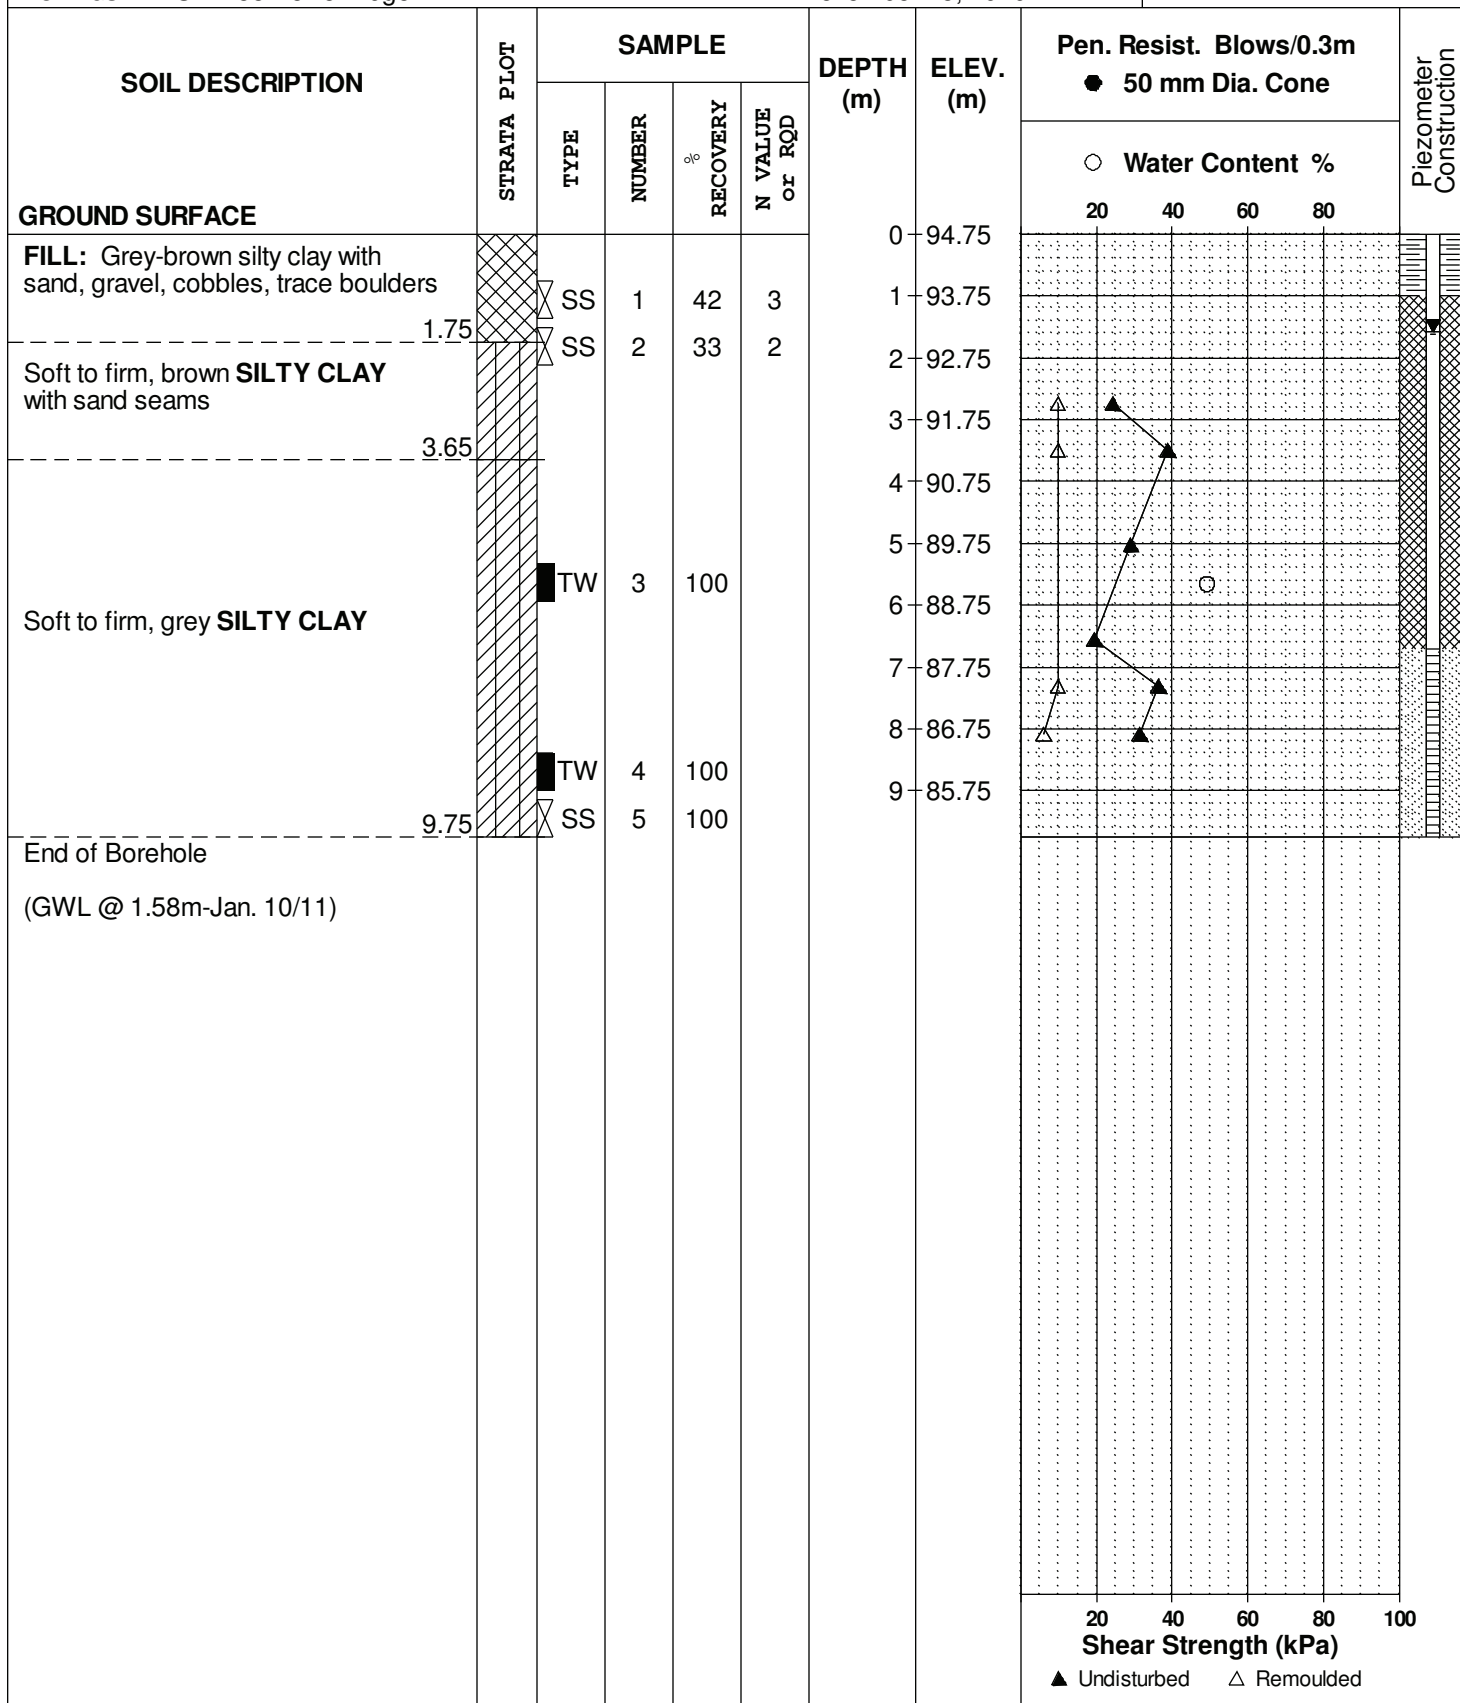 SOIL DESCRIPTION
GROUND SURFACE
STRATA PLOT
SAMPLE
TYPE
NUMBER
% RECOVERY
N VALUE or RQD
DEPTH (m)
ELEV. (m)
Pen. Resist. Blows/0.3m
● 50 mm Dia. Cone
○ Water Content %
20 40 60 80
Piezometer Construction
FILL: Grey-brown silty clay with
sand, gravel, cobbles, trace boulders
1.75
Soft to firm, brown SILTY CLAY
with sand seams
3.65
Soft to firm, grey SILTY CLAY
9.75
End of Borehole
(GWL @ 1.58m-Jan. 10/11)
SS 1 42 3
SS 2 33 2
TW 3 100
TW 4 100
SS 5 100
0 94.75
1 93.75
2 92.75
3 91.75
4 90.75
5 89.75
6 88.75
7 87.75
8 86.75
9 85.75
20 40 60 80 100
Shear Strength (kPa)
▲ Undisturbed △ Remoulded